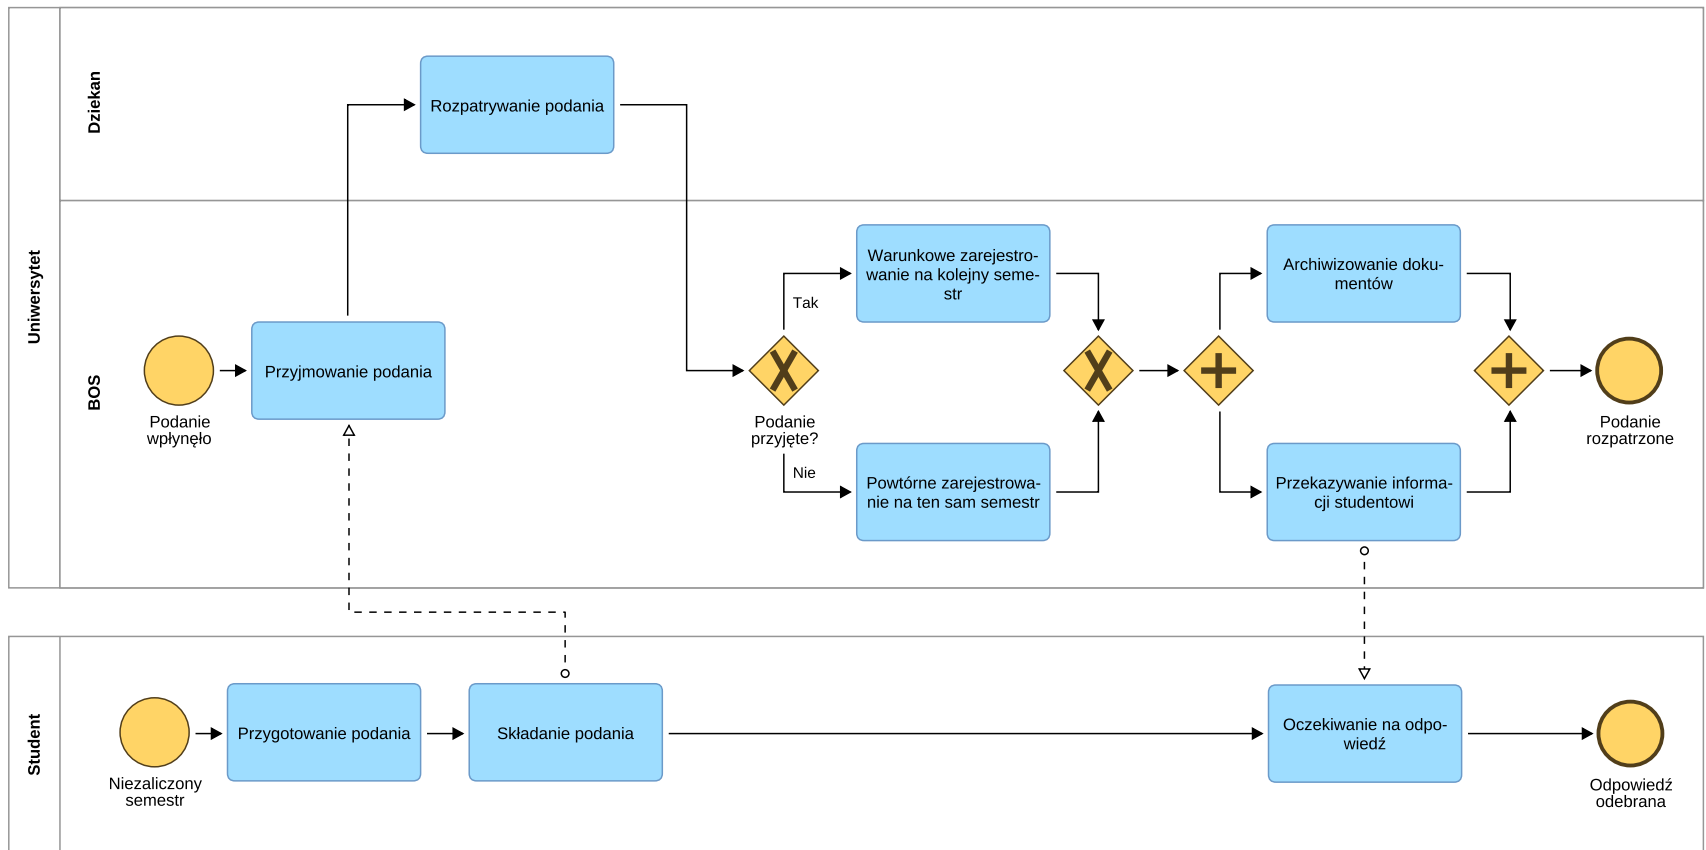 Uniwersytet
Dziekan
Rozpatrywanie podania
BOS
Podanie
wpłynęło
Przyjmowanie podania
Podanie
przyjęte?
Tak
Nie
Warunkowe zarejestro-
wanie na kolejny seme-
str
Powtórne zarejestrowa-
nie na ten sam semestr
Archiwizowanie doku-
mentów
Przekazywanie informa-
cji studentowi
Podanie
rozpatrzone
Student
Niezaliczony
semestr
Przygotowanie podania
Składanie podania
Oczekiwanie na odpo-
wiedź
Odpowiedź
odebrana